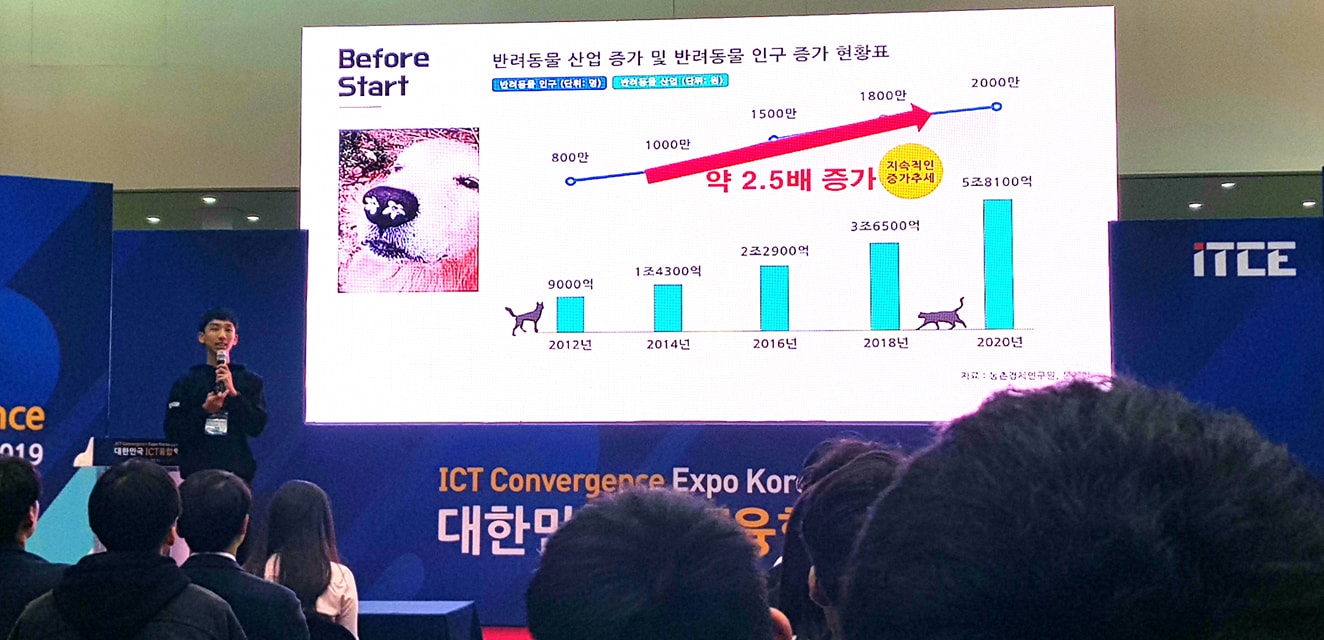 Before
Start
반려동물 산업 증가 및 반려동물 인구 증가 현황표
반려동물 인구 (단위: 명)
반려동물 산업 (단위: 원)
800만
1000만
1500만
1800만
2000만
약 2.5배 증가
지속적인
증가추세
9000억
1조4300억
2조2900억
3조6500억
5조8100억
2012년
2014년
2016년
2018년
2020년
자료 : 농촌경제연구원,
iTCE
nce
2019
ICT Convergence Expo Korea
대한민국 ICT융합
ICT Convergence Expo Kor
대한민
융